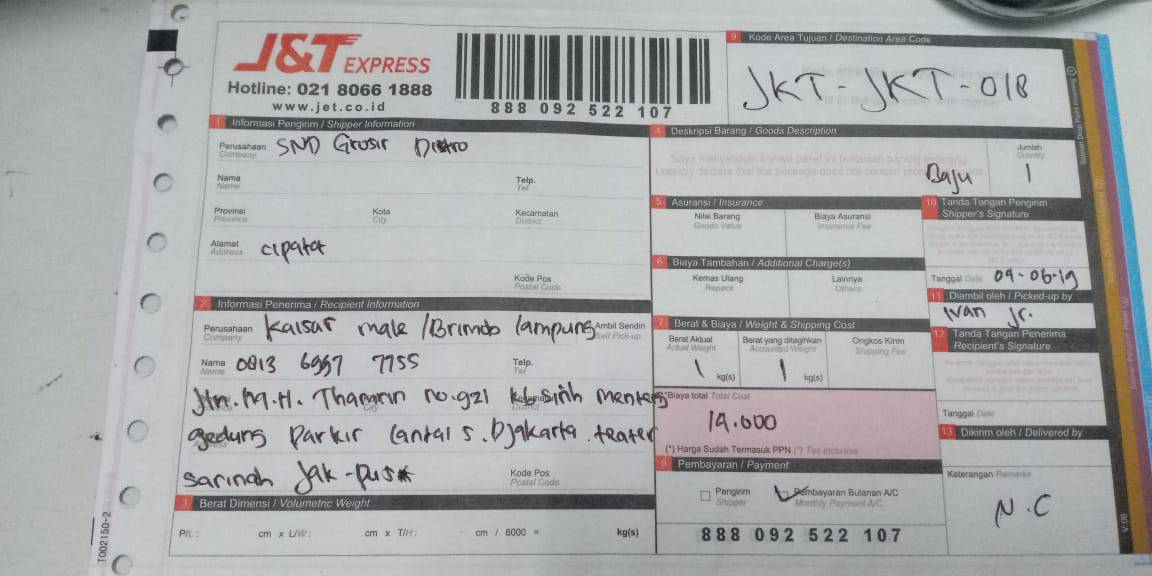 J&T EXPRESS
Hotline: 021 8066 1888
www.jet.co.id
888 092 522 107
9 Kode Area Tujuan / Destination Area Code
JKT - JKT - 018
1 Informasi Pengirim / Shipper Information
Perusahaan SND Grosir Distro
Company
Nama Telp.
Name Tel
Provinsi Kota Kecamatan
Province City District
Alamat cipatat
Address
Kode Pos
Postal Code
2 Informasi Penerima / Recipient Information
Perusahaan Kaisar male /Brimob lampung Ambil Sendiri
Company Self Pick-up
Nama 0813 6997 7755 Telp.
Name Tel
Jln. M.H. Thamrin no.g21 menteng
gedung parkir lantai 5. Djakarta teater
sarinah Jak-pus
Kode Pos
Postal Code
3 Berat Dimensi / Volumetric Weight
P/L : cm x L/W : cm x T/H : cm / 6000 = kg(s)
4 Deskripsi Barang / Goods Description
Jumlah
Quantity
Baju 1
5 Asuransi / Insurance
Nilai Barang Biaya Asuransi
Goods Value Insurance Fee
6 Biaya Tambahan / Additional Charge(s)
Kemas Ulang Lainnya
Repack Others
7 Berat & Biaya / Weight & Shipping Cost
Berat Aktual Berat yang ditagihkan Ongkos Kirim
Actual Weight Accounted Weight Shipping Fee
1 kg(s) 1 kg(s)
Biaya total Total Cost
19.000
(*) Harga Sudah Termasuk PPN (*) Tax Inclusive
8 Pembayaran / Payment
Pengirim Pembayaran Bulanan A/C
Shipper Monthly Payment A/C
888 092 522 107
10 Tanda Tangan Pengirim
Shipper's Signature
Tanggal Date 09-06-19
11 Diambil oleh / Picked-up by
Ivan Jr.
12 Tanda Tangan Penerima
Recipient's Signature
Tanggal Date
13 Dikirim oleh / Delivered by
Keterangan Remarks
N.C
T002150-2
V.06